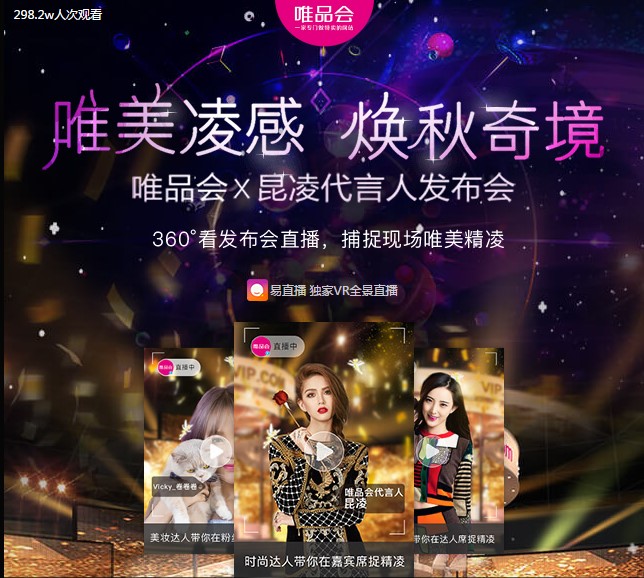 298.2w人次观看
唯品会
一家专门做特卖的网站
唯美凌感 焕秋奇境
唯品会X昆凌代言人发布会
360°看发布会直播，捕捉现场唯美精凌
易直播 独家VR全景直播
唯品会 直播中
唯品会 直播中
VIP.COM
VIP
Vicky_卷卷卷
唯品会代言人
昆凌
美妆达人带你在粉丝
时尚达人带你在嘉宾席捉精凌
带你在达人席捉精凌